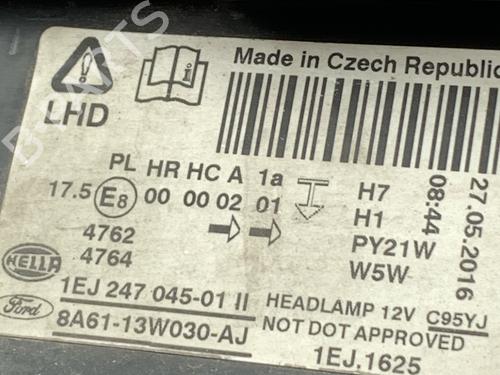 Made in Czech Republic
LHD
PL HR HC A 1a
17.5 E8 00 00 02 01
H7
H1
PY21W
W5W
4762
4764
HELLA
1EJ 247 045-01 II
Ford
8A61-13W030-AJ
HEADLAMP 12V C95YJ
NOT DOT APPROVED
1EJ.1625
08:44
27.05.2016